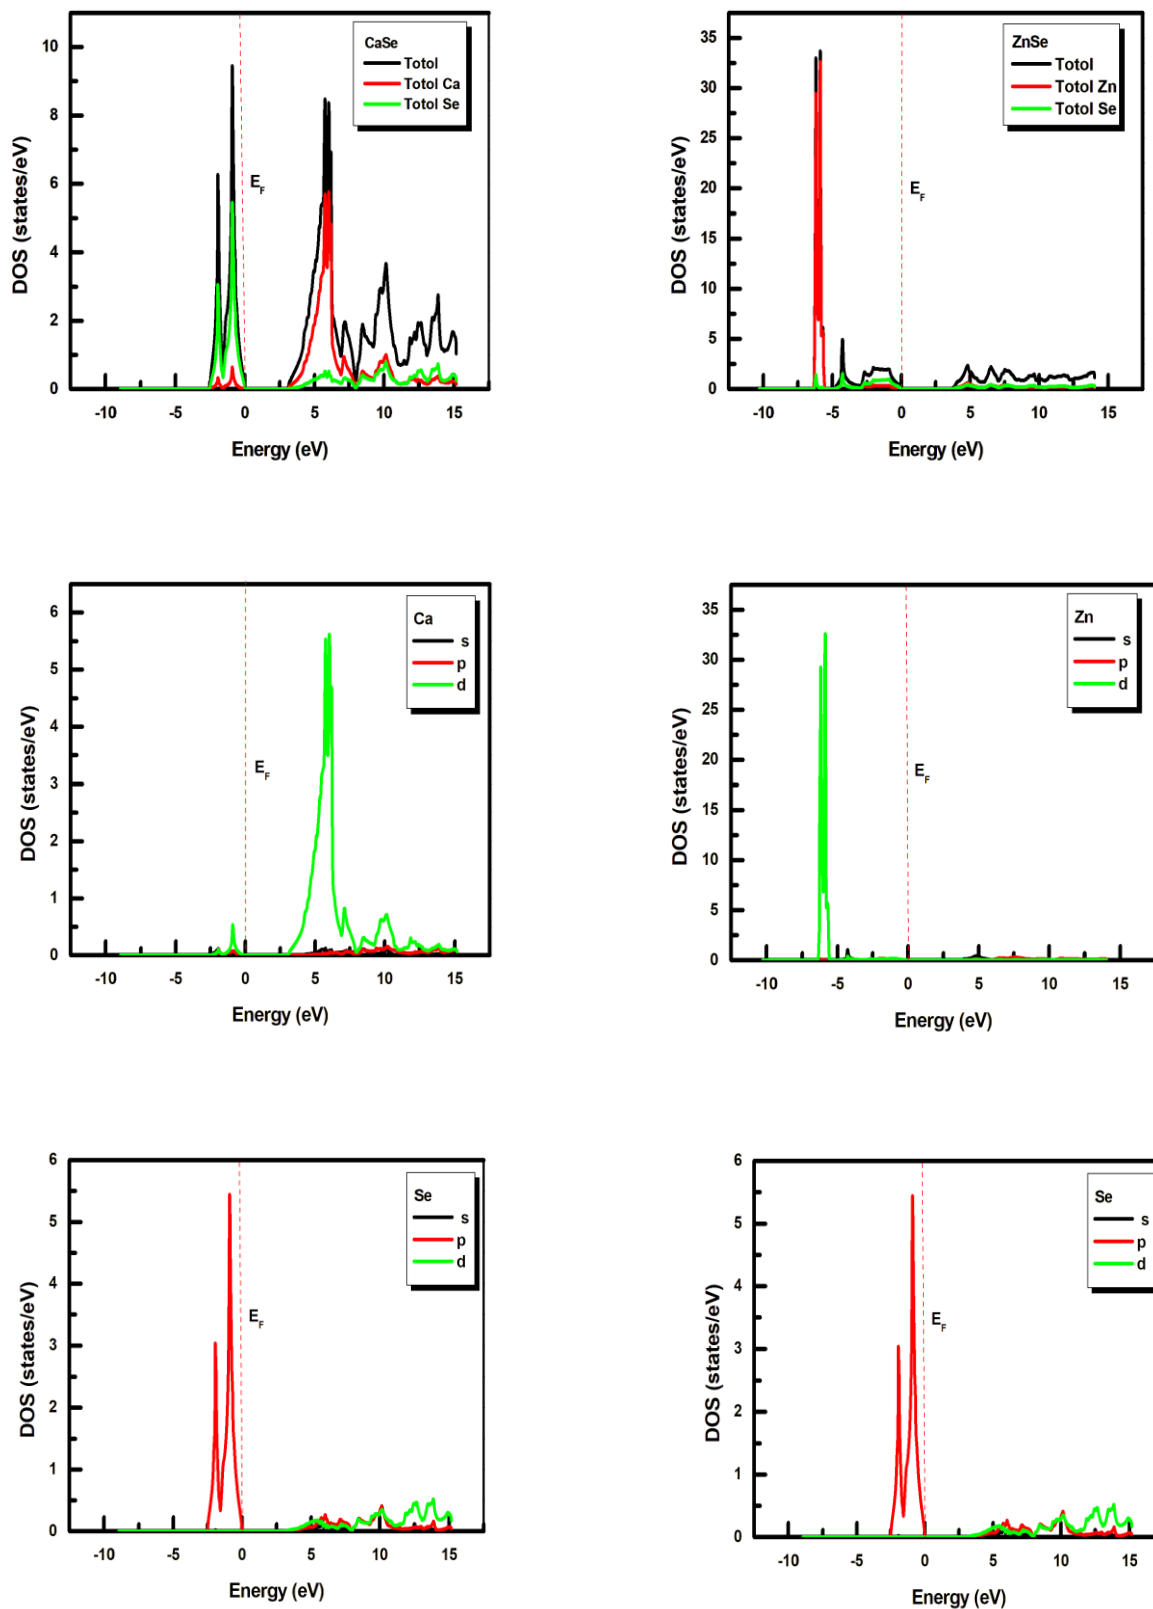 CaSe
Totol
Totol Ca
Totol Se
E_F
DOS (states/eV)
10
8
6
4
2
0
-10 -5 0 5 10 15
Energy (eV)
ZnSe
Totol
Totol Zn
Totol Se
E_F
DOS (states/eV)
35
30
25
20
15
10
5
0
-10 -5 0 5 10 15
Energy (eV)
Ca
s
p
d
E_F
DOS (states/eV)
6
5
4
3
2
1
0
-10 -5 0 5 10 15
Energy (eV)
Zn
s
p
d
E_F
DOS (states/eV)
35
30
25
20
15
10
5
0
-10 -5 0 5 10 15
Energy (eV)
Se
s
p
d
E_F
DOS (states/eV)
6
5
4
3
2
1
0
-10 -5 0 5 10 15
Energy (eV)
Se
s
p
d
E_F
DOS (states/eV)
6
5
4
3
2
1
0
-10 -5 0 5 10 15
Energy (eV)